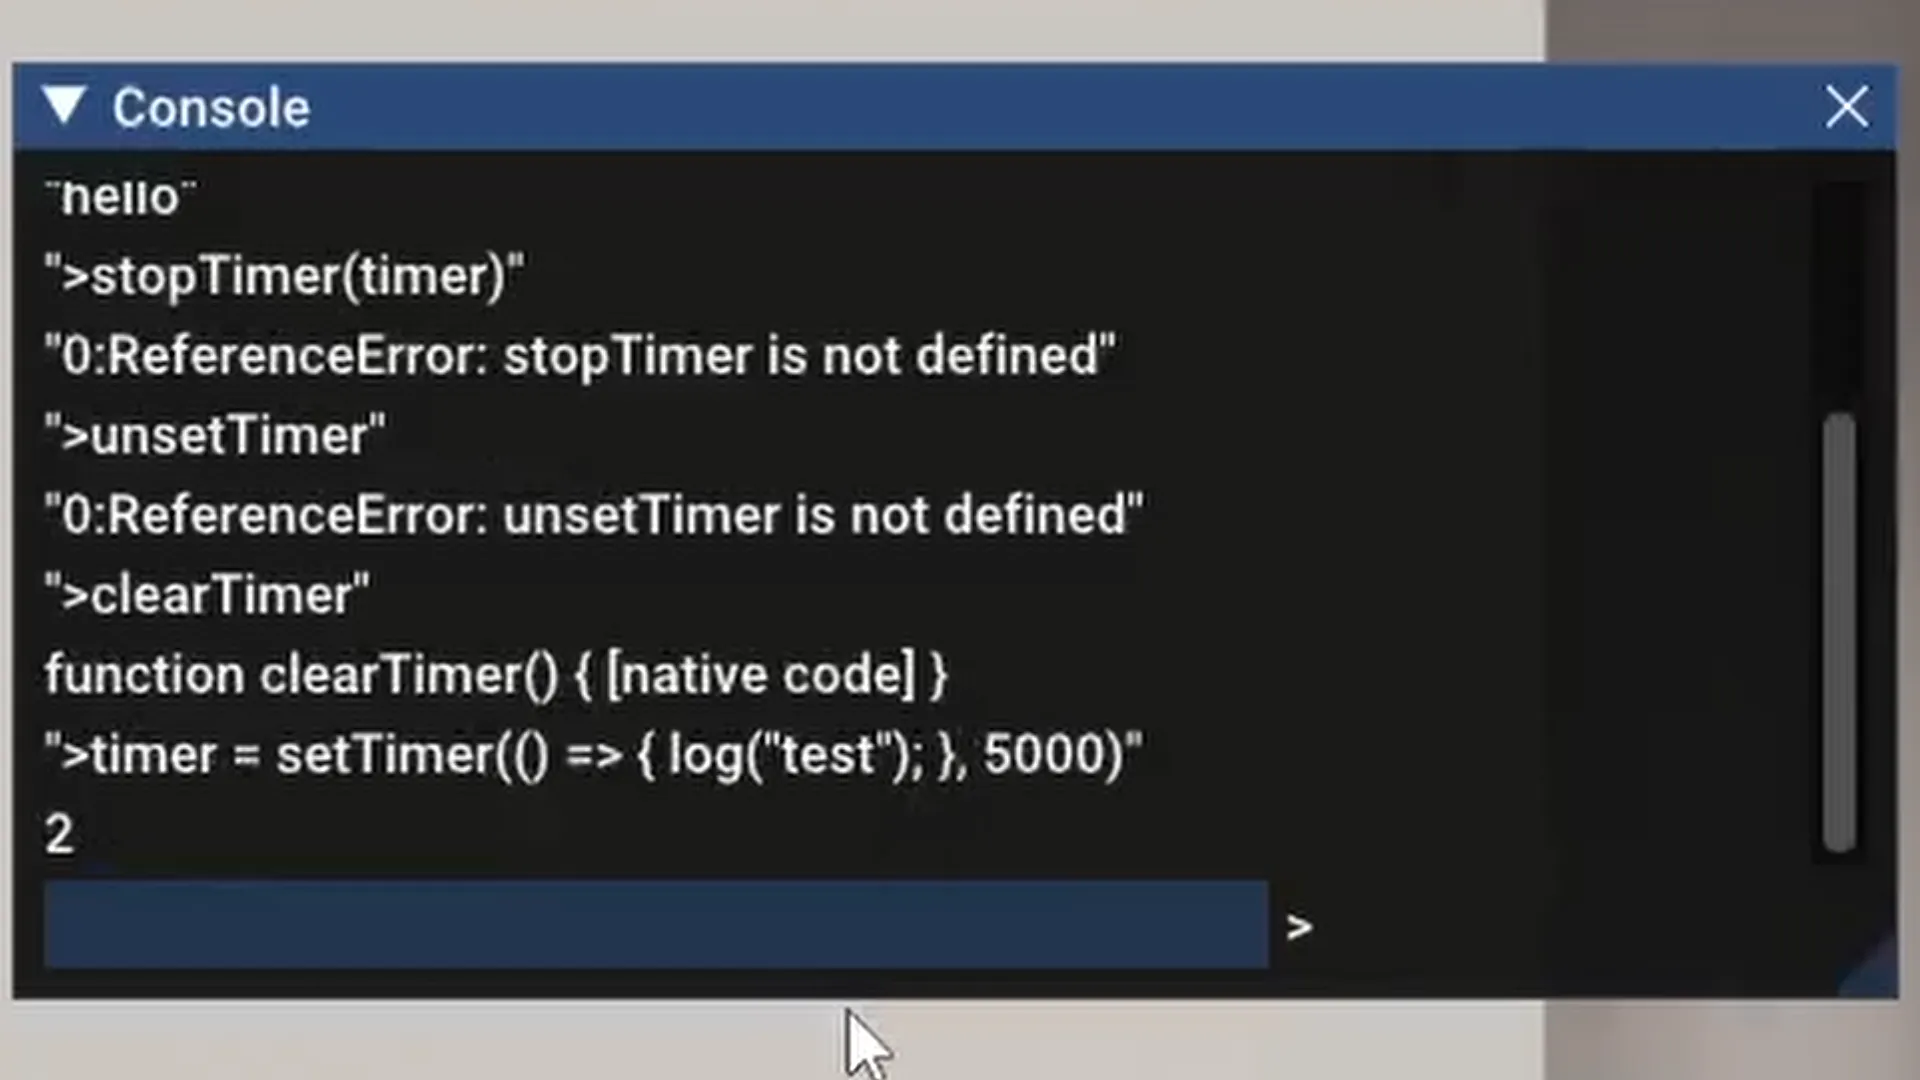 Console
"hello"
">stopTimer(timer)"
"0:ReferenceError: stopTimer is not defined"
">unsetTimer"
"0:ReferenceError: unsetTimer is not defined"
">clearTimer"
function clearTimer() { [native code] }
">timer = setTimer(() => { log("test"); }, 5000)"
2
>